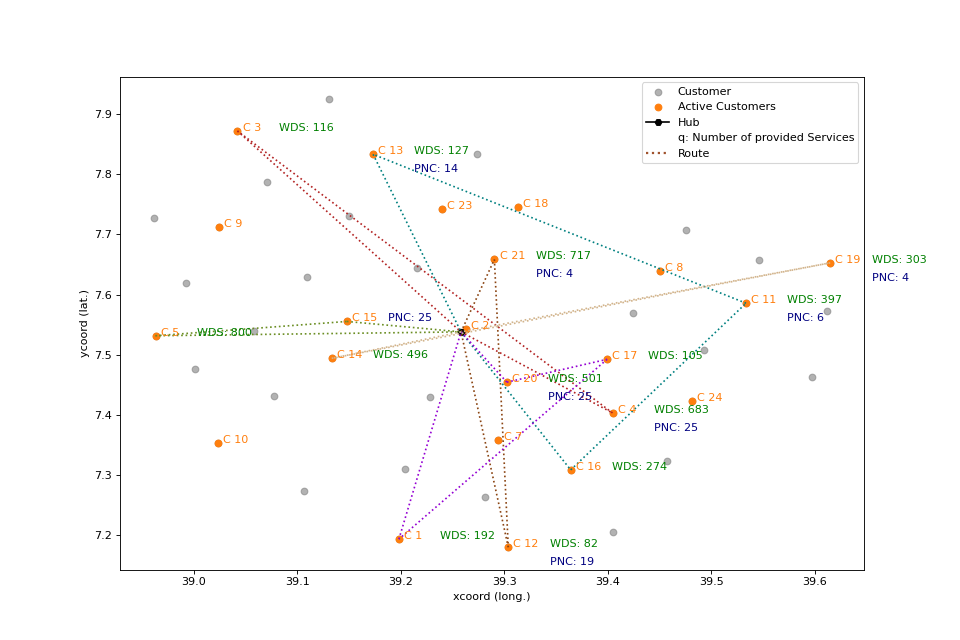 Customer
Active Customers
Hub
q: Number of provided Services
Route
C 3 WDS: 116
C 13 WDS: 127
PNC: 14
C 23
C 18
C 9
C 21 WDS: 717
PNC: 4
C 8
C 19 WDS: 303
PNC: 4
C 11 WDS: 397
PNC: 6
C 15 PNC: 25
C 2
C 5 WDS: 800
C 14 WDS: 496
C 17 WDS: 105
C 20 WDS: 501
PNC: 25
C 4 WDS: 683
PNC: 25
C 24
C 10
C 7
C 16 WDS: 274
C 1 WDS: 192
C 12 WDS: 82
PNC: 19
7.9
7.8
7.7
7.6
7.5
7.4
7.3
7.2
ycoord (lat.)
39.0 39.1 39.2 39.3 39.4 39.5 39.6
xcoord (long.)